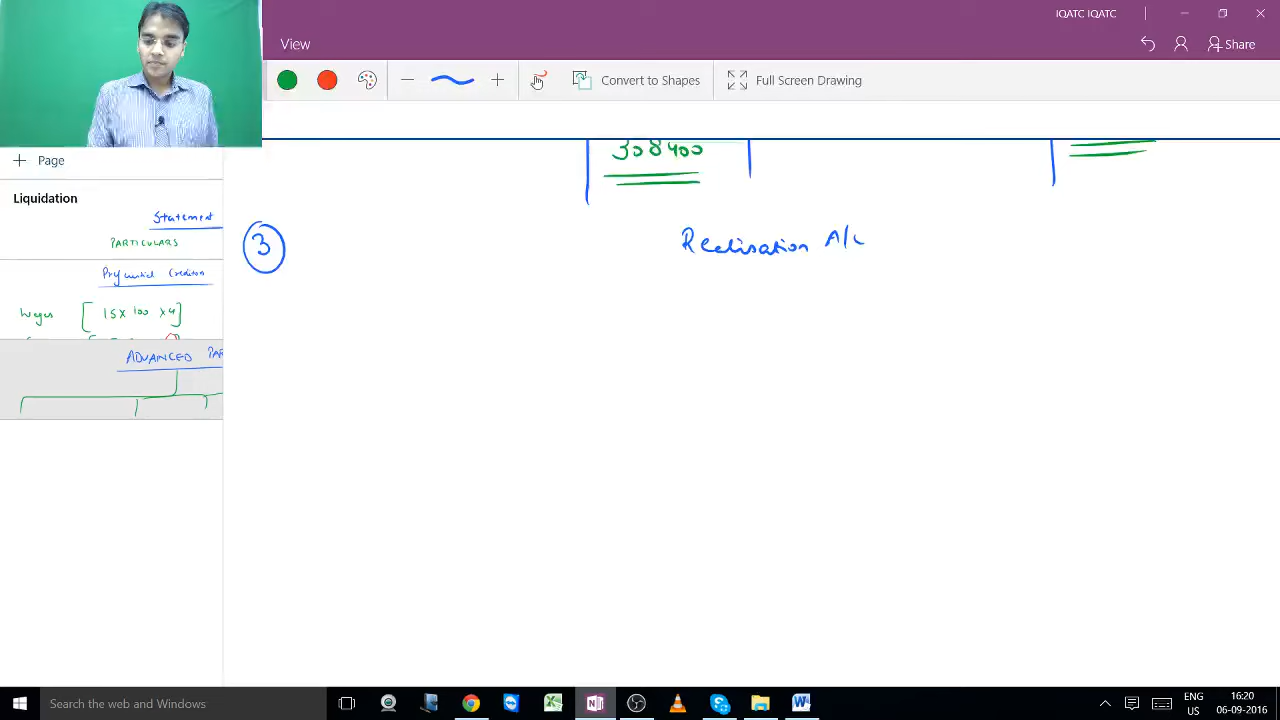 IQATC IQATC
View
Share
Convert to Shapes
Full Screen Drawing
Page
Liquidation
Statement
PARTICULARS
Preferential Creditors
Wages [ 15 x 100 x 4 ]
ADVANCED PAR
308400
3
Realisation A/c
Search the web and Windows
ENG
US
16:20
06-09-2016